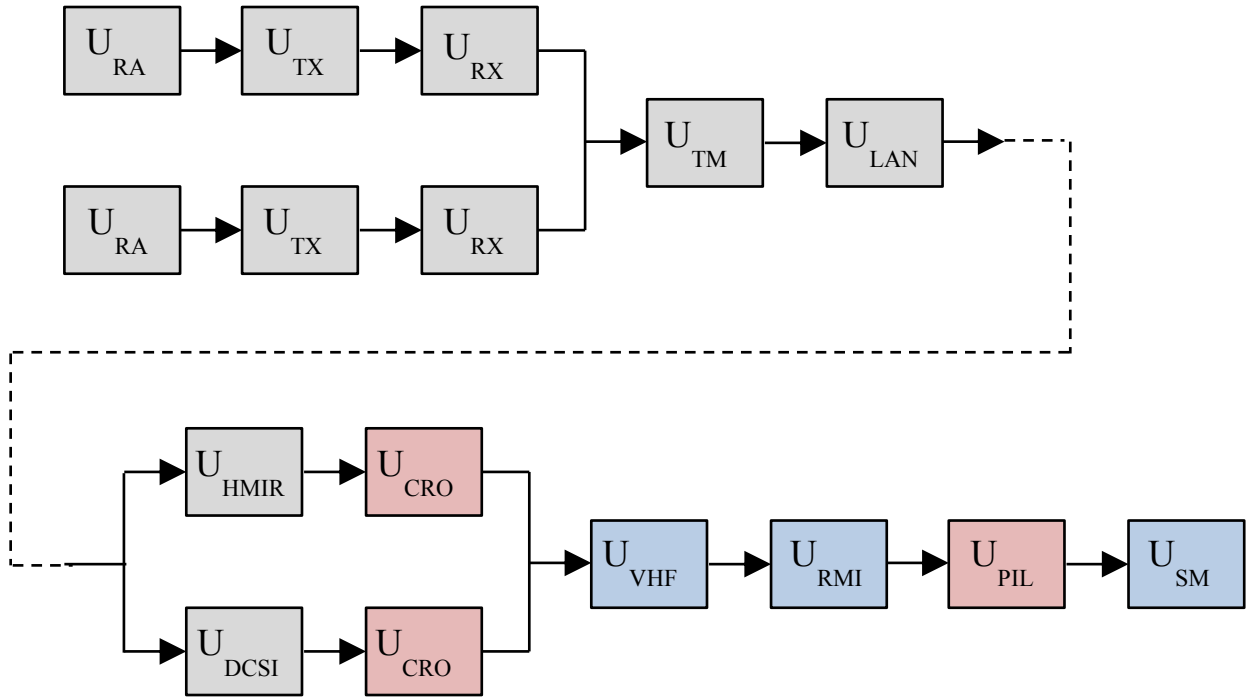 U RA
U TX
U RX
U TM
U LAN
U RA
U TX
U RX
U HMIR
U CRO
U VHF
U RMI
U PIL
U SM
U DCSI
U CRO